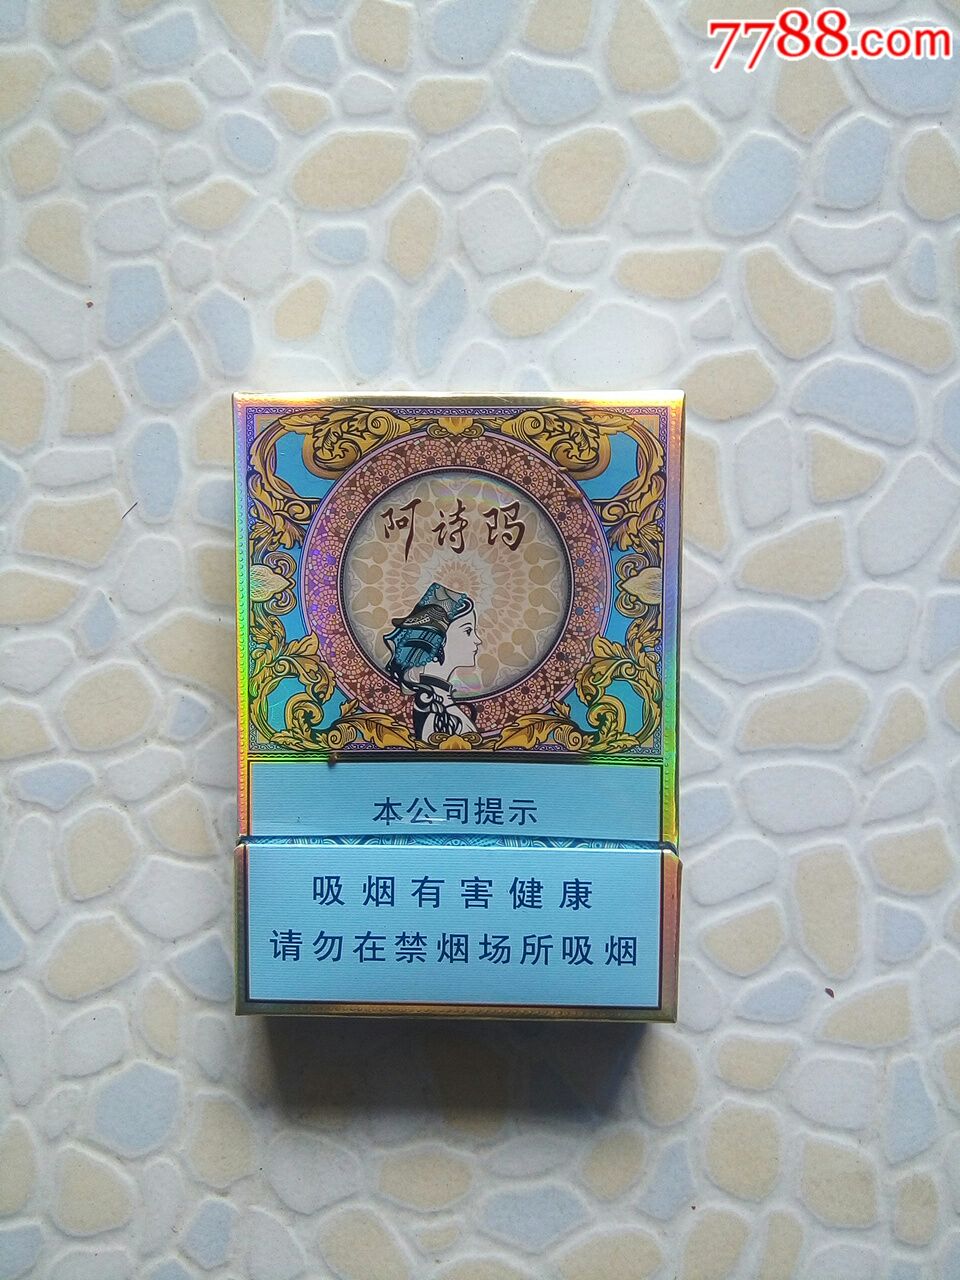 7788.com
阿诗玛
本公司提示
吸烟有害健康
请勿在禁烟场所吸烟